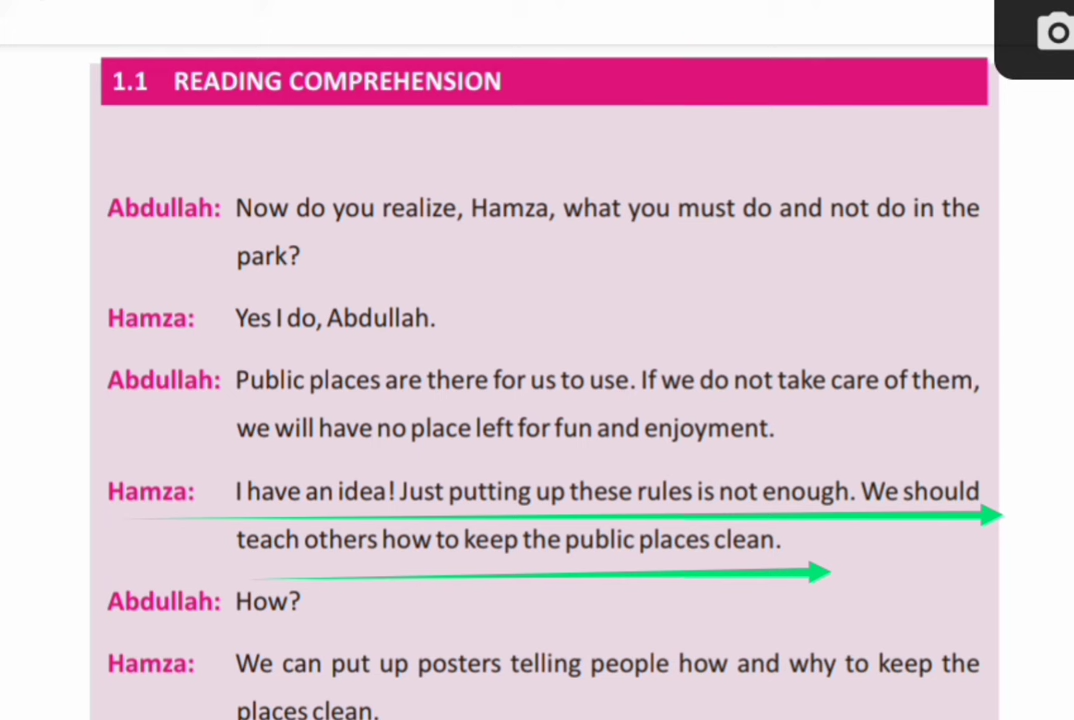 1.1 READING COMPREHENSION
Abdullah: Now do you realize, Hamza, what you must do and not do in the
park?
Hamza: Yes I do, Abdullah.
Abdullah: Public places are there for us to use. If we do not take care of them,
we will have no place left for fun and enjoyment.
Hamza: I have an idea! Just putting up these rules is not enough. We should
teach others how to keep the public places clean.
Abdullah: How?
Hamza: We can put up posters telling people how and why to keep the
places clean.